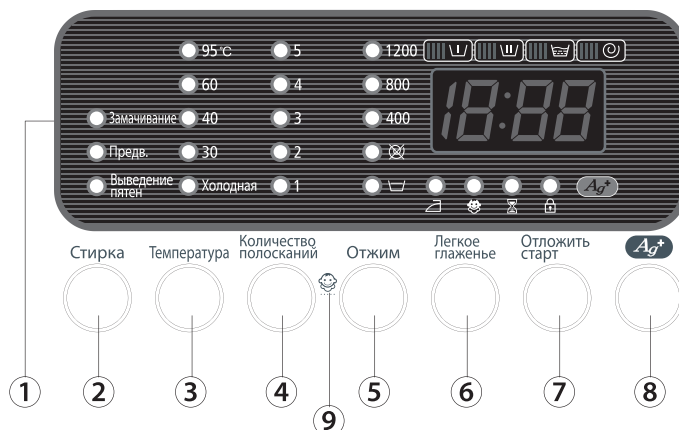 95°C 5 1200 I II
60 4 800
18:88
Замачивание 40 3 400
Предв. 30 2
Выведение
пятен
Холодная 1
Ag+
Стирка
Температура
Количество
полосканий
Отжим
Легкое
глаженье
Отложить
старт
Ag+
1 2 3 4 5 6 7 8
9